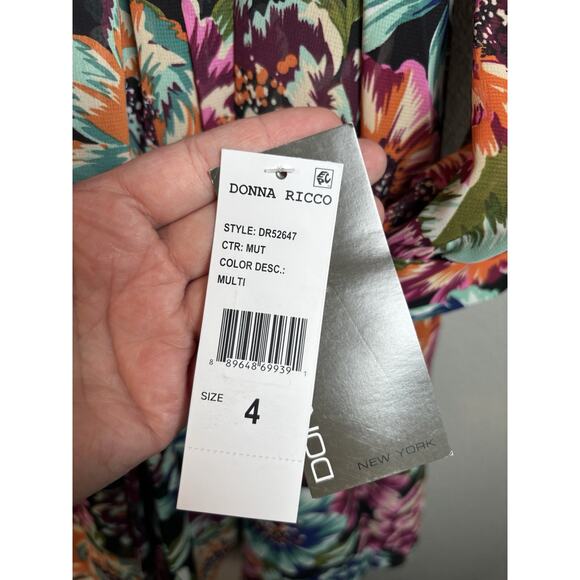 DONNA RICCO
STYLE: DR52647
CTR: MUT
COLOR DESC.:
MULTI
8 89648 69939 1
SIZE 4
NEW YORK